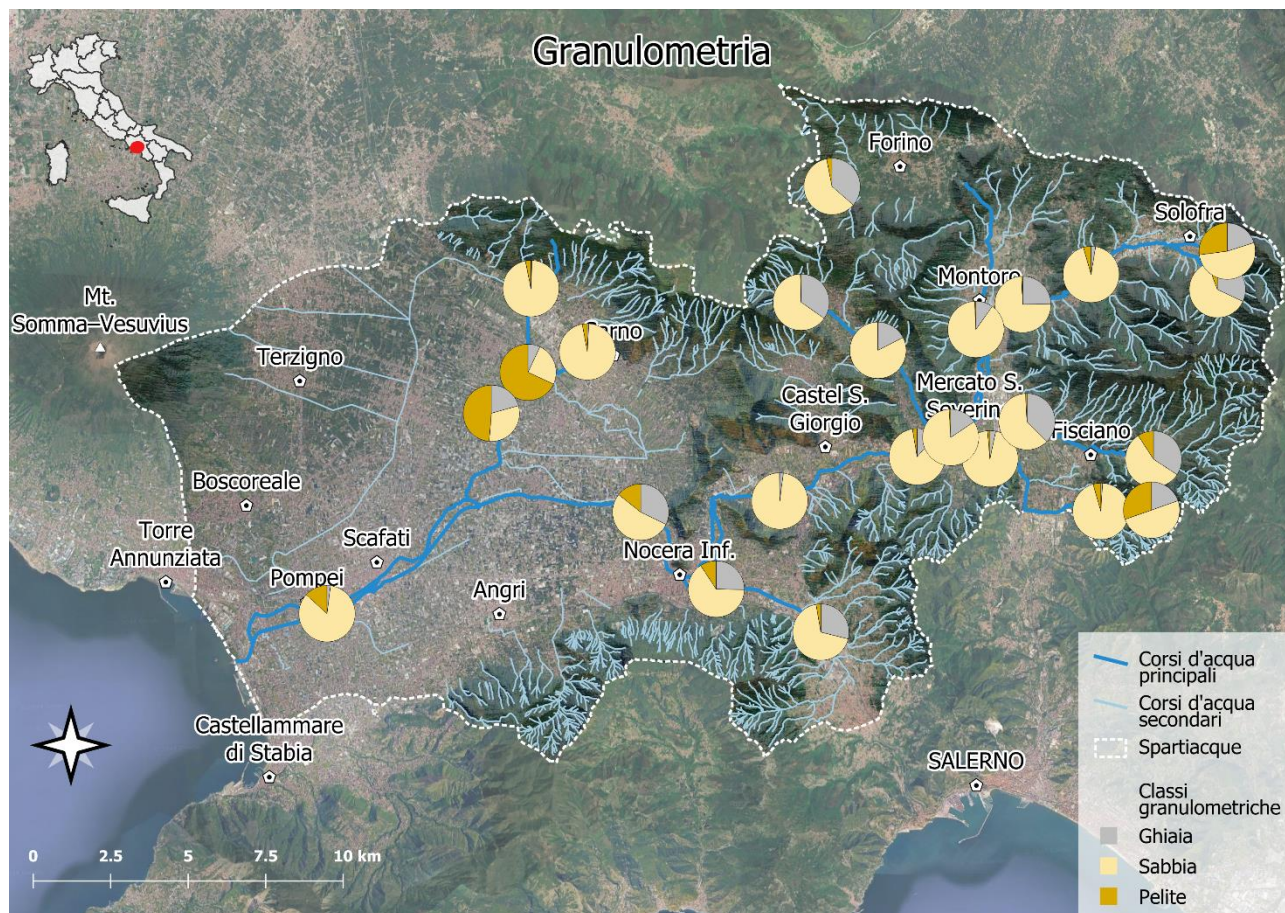 Granulometria
Forino
Solofra
Montoro
Mt.
Somma–Vesuvius
Terzigno
Castel S.
Giorgio
Mercato S.
Severin
Fisciano
Boscoreale
Torre
Annunziata
Scafati
Nocera Inf.
Pompei
Angri
Castellammare
di Stabia
SALERNO
0 2.5 5 7.5 10 km
Corsi d'acqua
principali
Corsi d'acqua
secondari
Spartiacque
Classi
granulometriche
Ghiaia
Sabbia
Pelite